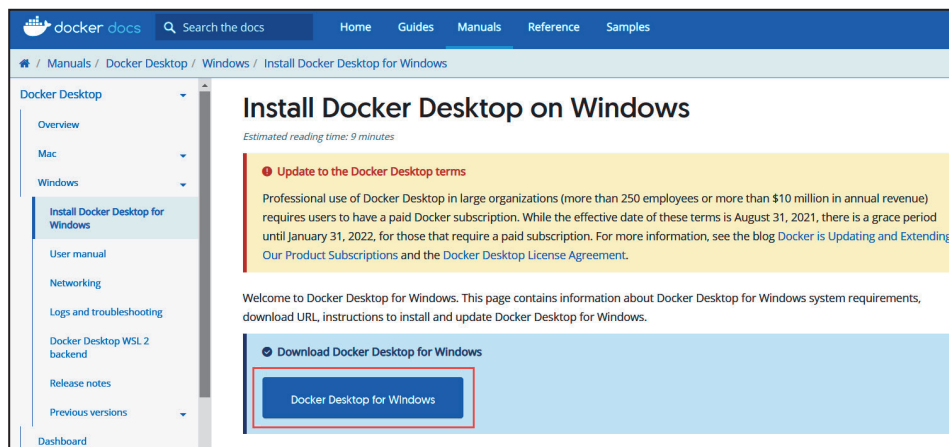 docker docs
Search the docs
Home Guides Manuals Reference Samples
/ Manuals / Docker Desktop / Windows / Install Docker Desktop for Windows
Docker Desktop
Overview
Mac
Windows
Install Docker Desktop for
Windows
User manual
Networking
Logs and troubleshooting
Docker Desktop WSL 2
backend
Release notes
Previous versions
Dashboard
Install Docker Desktop on Windows
Estimated reading time: 9 minutes
Update to the Docker Desktop terms
Professional use of Docker Desktop in large organizations (more than 250 employees or more than $10 million in annual revenue)
requires users to have a paid Docker subscription. While the effective date of these terms is August 31, 2021, there is a grace period
until January 31, 2022, for those that require a paid subscription. For more information, see the blog Docker is Updating and Extending
Our Product Subscriptions and the Docker Desktop License Agreement.
Welcome to Docker Desktop for Windows. This page contains information about Docker Desktop for Windows system requirements,
download URL, instructions to install and update Docker Desktop for Windows.
Download Docker Desktop for Windows
Docker Desktop for Windows